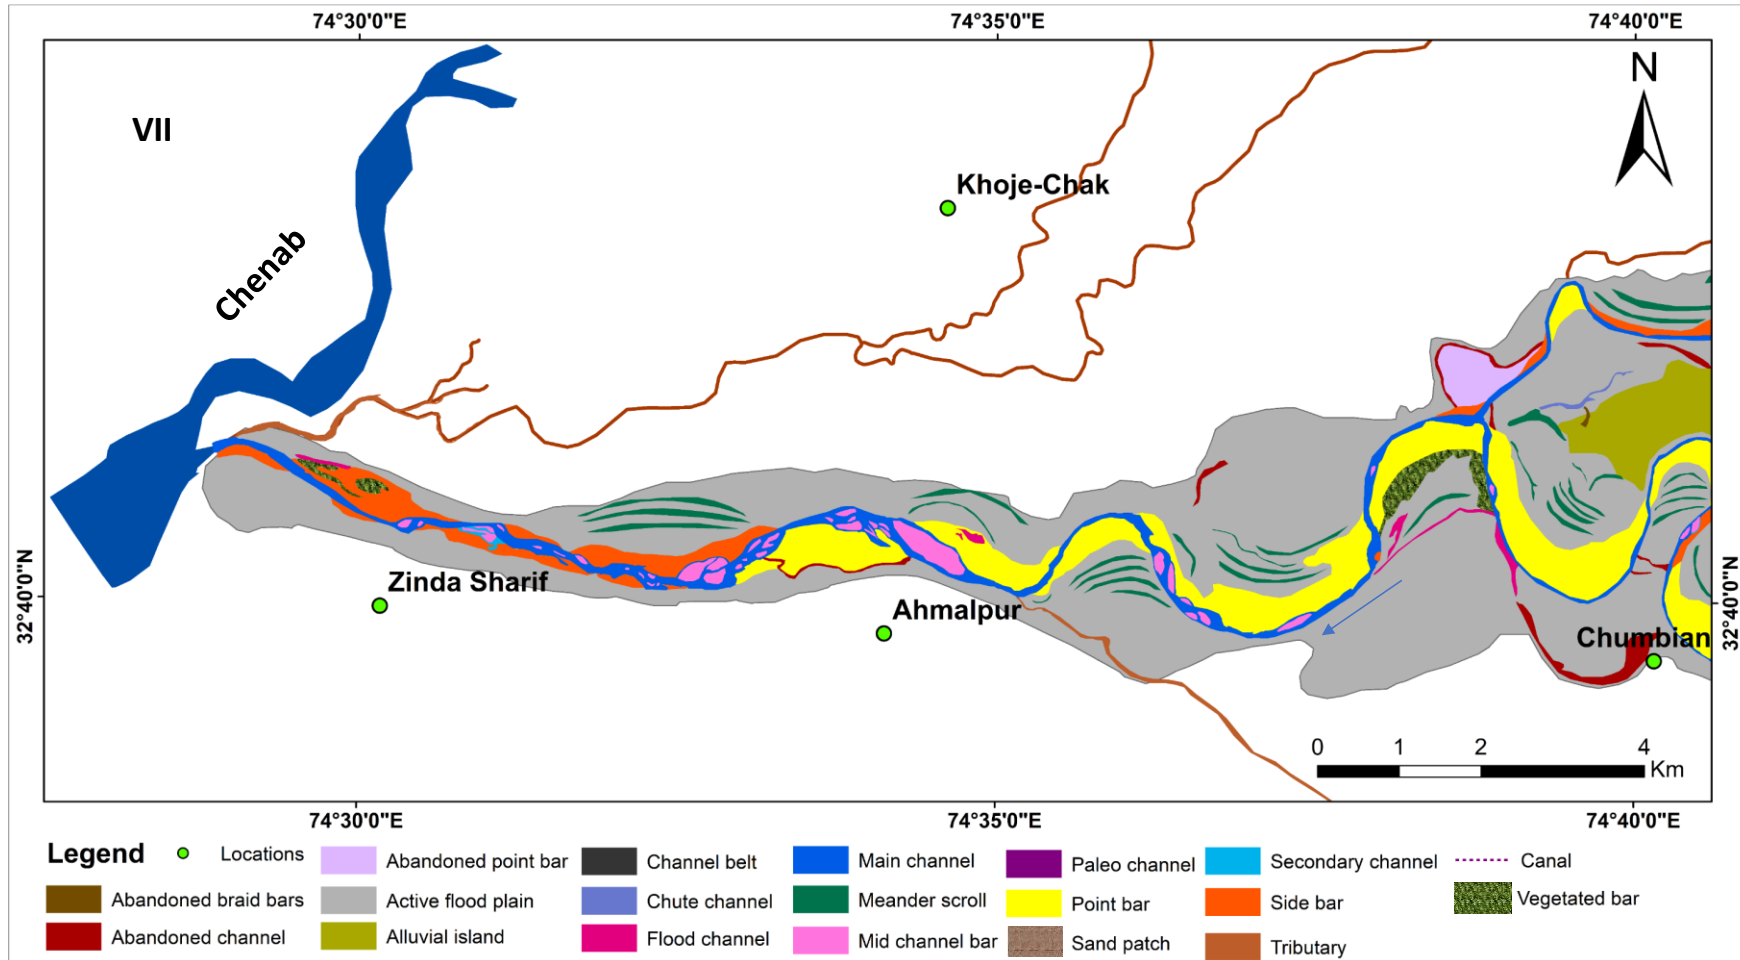 74°30'0"E 74°35'0"E 74°40'0"E
N
VII
Khoje-Chak
Chenab
32°40'0"N
Zinda Sharif
Ahmalpur
Chumbian
32°40'0"N
0 1 2 4
Km
74°30'0"E 74°35'0"E 74°40'0"E
Legend
Locations
Abandoned braid bars
Abandoned channel
Abandoned point bar
Active flood plain
Alluvial island
Channel belt
Chute channel
Flood channel
Main channel
Meander scroll
Mid channel bar
Paleo channel
Point bar
Sand patch
Secondary channel
Side bar
Tributary
Canal
Vegetated bar